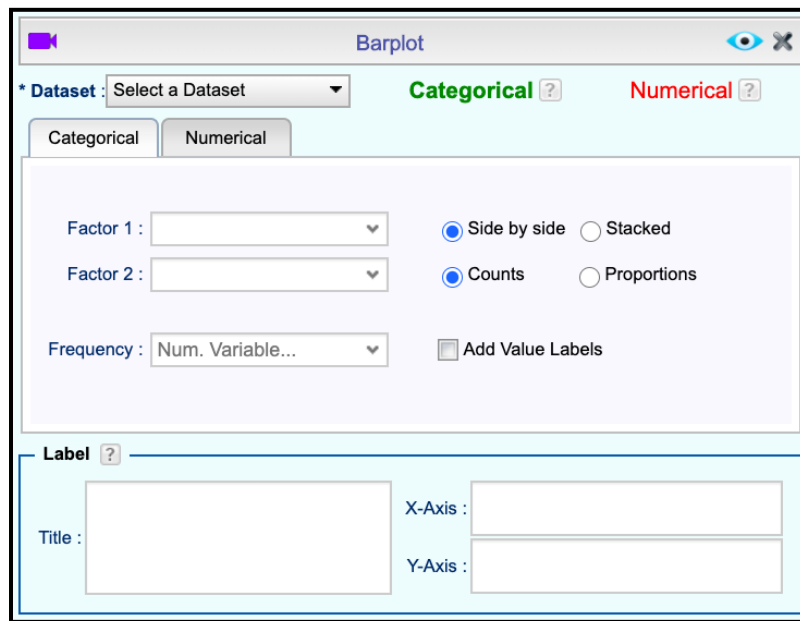 Barplot
* Dataset : Select a Dataset Categorical ? Numerical ?
Categorical Numerical
Factor 1 : Side by side Stacked
Factor 2 : Counts Proportions
Frequency : Num. Variable... Add Value Labels
Label ?
Title :
X-Axis :
Y-Axis :